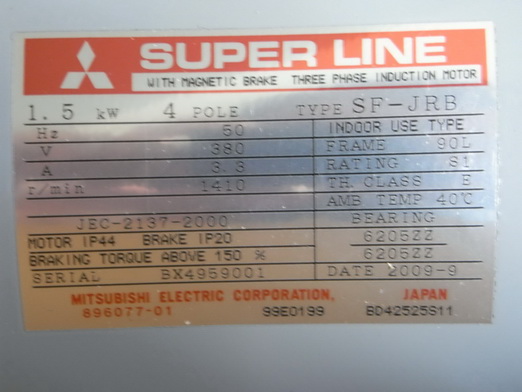 SUPER LINE
WITH MAGNETIC BRAKE THREE PHASE INDUCTION MOTOR
1.5 kW 4 POLE TYPE SF-JRB
Hz 50 INDOOR USE TYPE
V 380 FRAME 90L
A 3.3 RATING S1
r/min 1410 TH. CLASS E
AMB TEMP 40°C
JEC-2137-2000 BEARING
MOTOR IP44 BRAKE IP20 6205ZZ
BRAKING TORQUE ABOVE 150 % 6205ZZ
SERIAL BX4959001 DATE 2009-9
MITSUBISHI ELECTRIC CORPORATION, JAPAN
896077-01 99E0199 BD42525S11